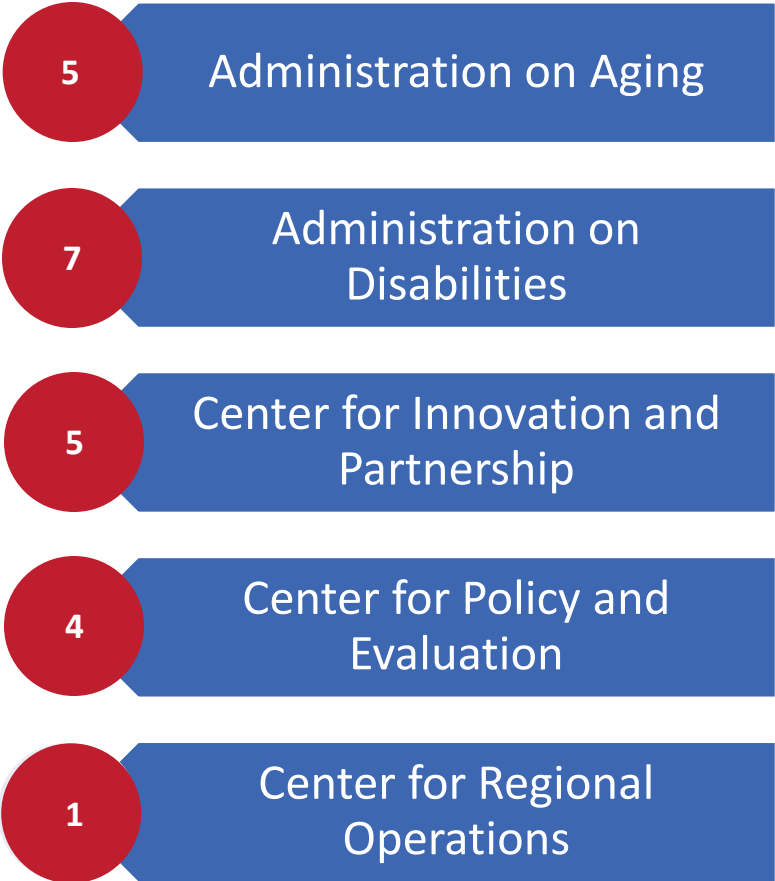 5
Administration on Aging
7
Administration on
Disabilities
5
Center for Innovation and
Partnership
4
Center for Policy and
Evaluation
1
Center for Regional
Operations